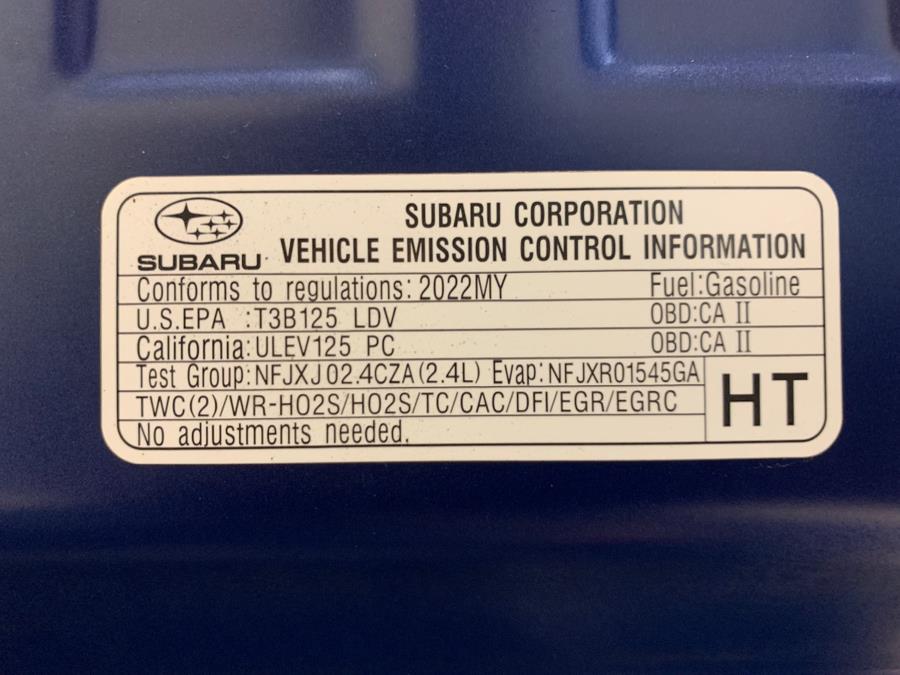 SUBARU CORPORATION
SUBARU VEHICLE EMISSION CONTROL INFORMATION
Conforms to regulations: 2022MY Fuel:Gasoline
U.S.EPA :T3B125 LDV OBD:CA II
California:ULEV125 PC OBD:CA II
Test Group:NFJXJ02.4CZA(2.4L) Evap:NFJXR01545GA
TWC(2)/WR-HO2S/HO2S/TC/CAC/DFI/EGR/EGRC
HT
No adjustments needed.